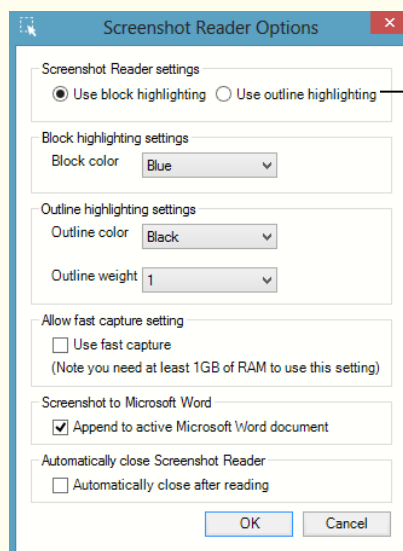 Screenshot Reader Options
Screenshot Reader settings
Use block highlighting Use outline highlighting
Block highlighting settings
Block color Blue
Outline highlighting settings
Outline color Black
Outline weight 1
Allow fast capture setting
Use fast capture
(Note you need at least 1GB of RAM to use this setting)
Screenshot to Microsoft Word
Append to active Microsoft Word document
Automatically close Screenshot Reader
Automatically close after reading
OK Cancel